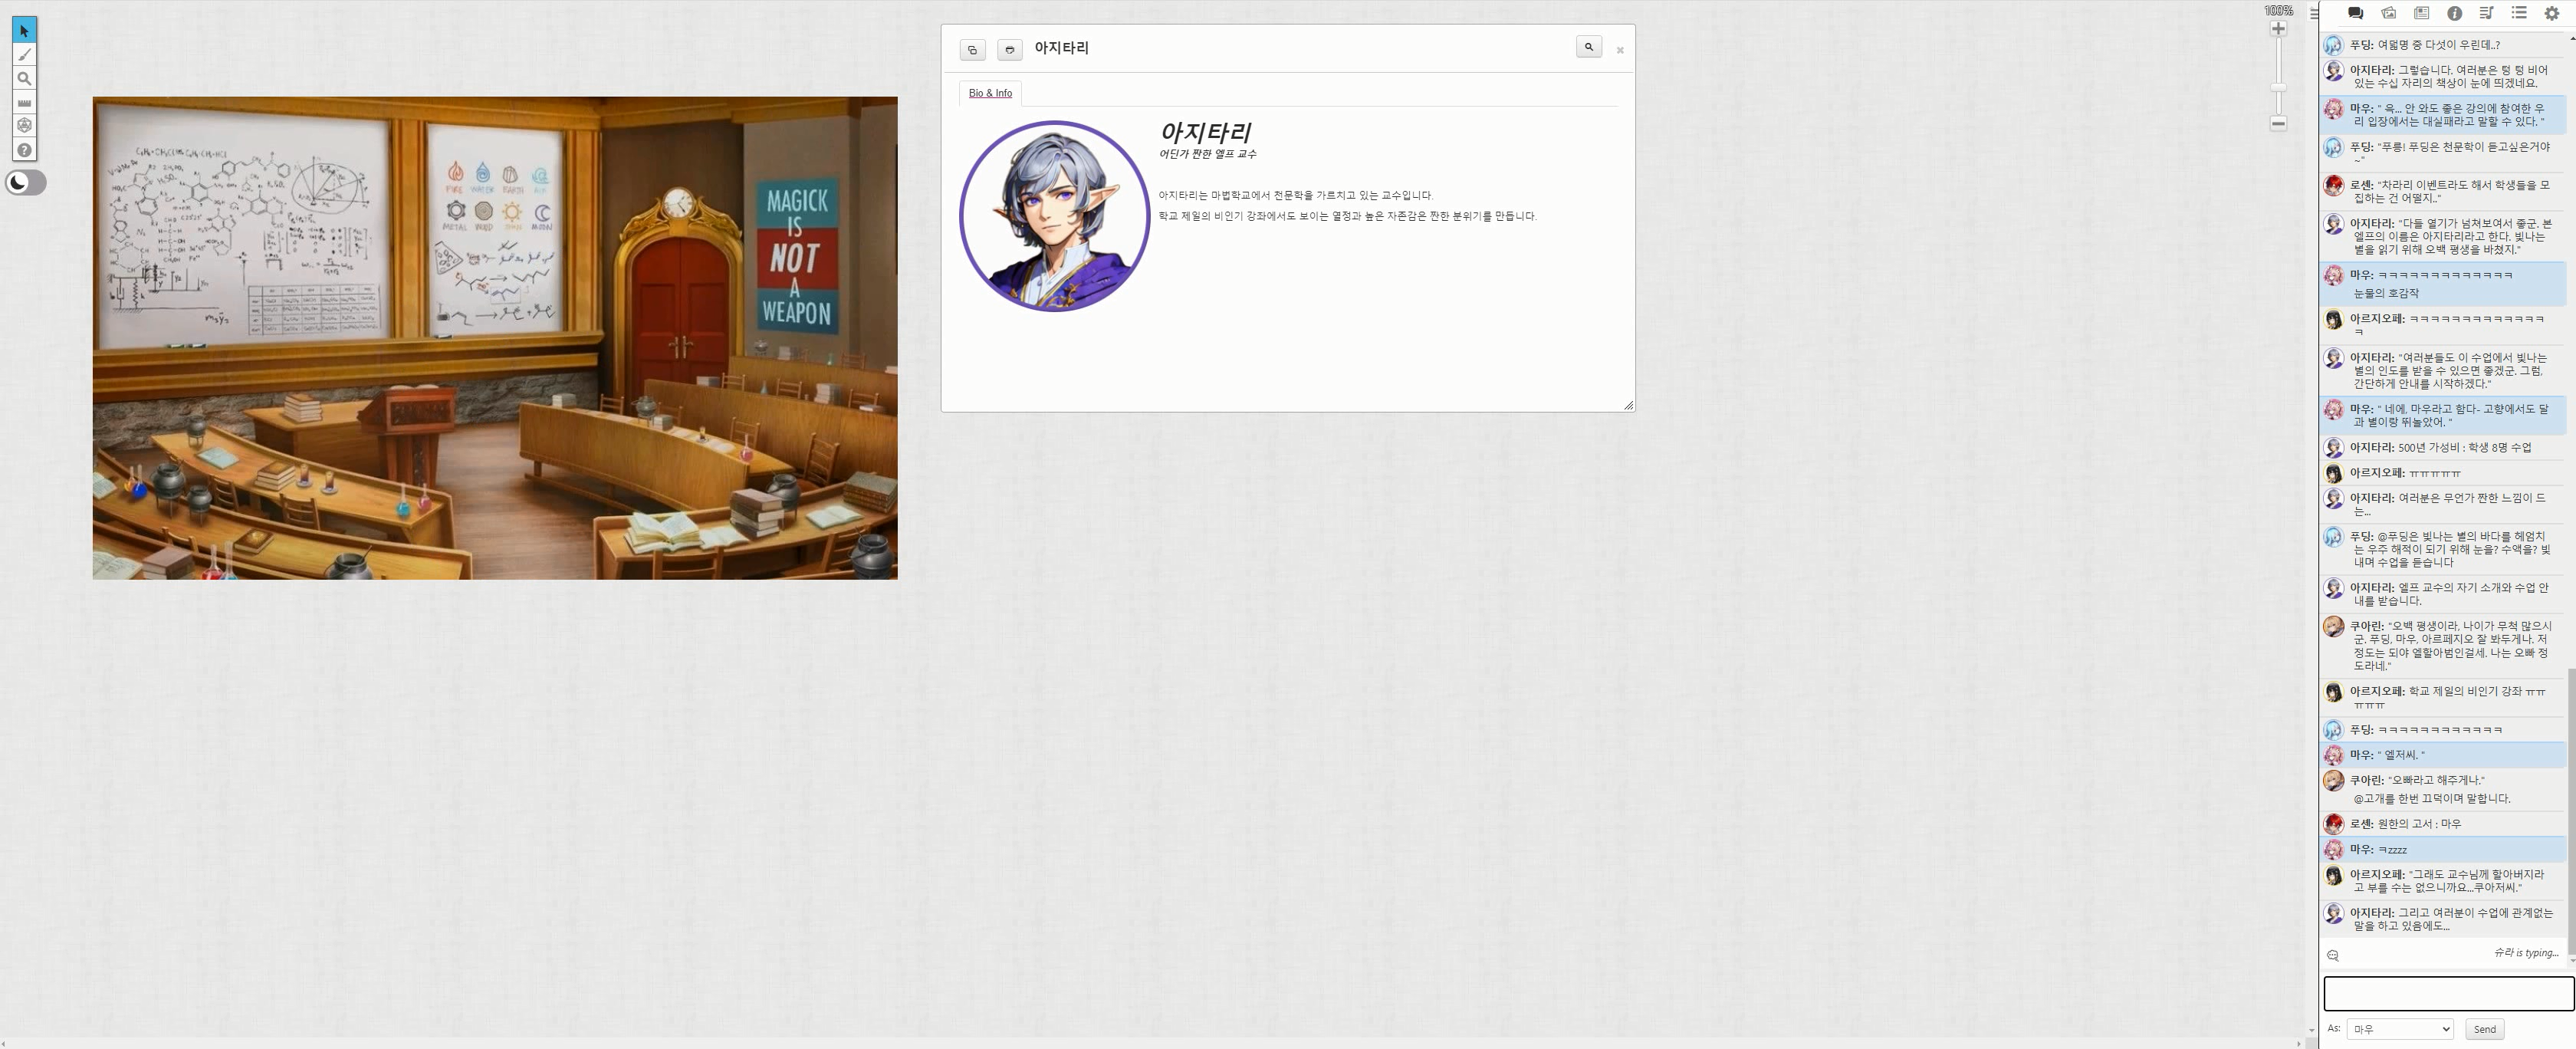 100%
아지타리
Bio & Info
아지타리
어딘가 짠한 엘프 교수
아지타리는 마법학교에서 천문학을 가르치고 있는 교수입니다.
학교 제일의 비인기 강좌에서도 보이는 열정과 높은 자존감은 짠한 분위기를 만듭니다.
FIRE WATER EARTH AIR
METAL WOOD SUN MOON
MAGICK
IS
NOT
A
WEAPON
푸딩: 여덟명 중 다섯이 우린데..?
아지타리: 그렇습니다. 여러분은 텅 텅 비어
있는 수십 자리의 책상이 눈에 띄겠네요.
마우: " 윽... 안 와도 좋은 강의에 참여한 우
리 입장에서는 대실패라고 말할 수 있다. "
푸딩: "푸룽! 푸딩은 천문학이 듣고싶은거야
~"
로센: "차라리 이벤트라도 해서 학생들을 모
집하는 건 어떨지.."
아지타리: "다들 열기가 넘쳐보여서 좋군. 본
엘프의 이름은 아지타리라고 한다. 빛나는
별을 읽기 위해 오백 평생을 바쳤지."
마우: ㅋㅋㅋㅋㅋㅋㅋㅋㅋㅋㅋㅋㅋ
눈물의 호감작
아르지오페: ㅋㅋㅋㅋㅋㅋㅋㅋㅋㅋㅋㅋㅋ
ㅋ
아지타리: "여러분들도 이 수업에서 빛나는
별의 인도를 받을 수 있으면 좋겠군. 그럼,
간단하게 안내를 시작하겠다."
마우: " 네에, 마우라고 함다- 고향에서도 달
과 별이랑 뛰놀았어. "
아지타리: 500년 가성비 : 학생 8명 수업
아르지오페: ㅠㅠㅠㅠㅠ
아지타리: 여러분은 무언가 짠한 느낌이 드
는...
푸딩: @푸딩은 빛나는 별의 바다를 헤엄치
는 우주 해적이 되기 위해 눈을? 수액을? 빛
내며 수업을 듣습니다
아지타리: 엘프 교수의 자기 소개와 수업 안
내를 받습니다.
쿠아린: "오백 평생이라, 나이가 무척 많으시
군. 푸딩, 마우, 아르페지오 잘 봐두게나. 저
정도는 되야 엘할아범인걸세. 나는 오빠 정
도라네."
아르지오페: 학교 제일의 비인기 강좌 ㅠㅠ
ㅠㅠㅠ
푸딩: ㅋㅋㅋㅋㅋㅋㅋㅋㅋㅋㅋㅋ
마우: " 엘저씨. "
쿠아린: "오빠라고 해주게나."
@고개를 한번 끄덕이며 말합니다.
로센: 원한의 고서 : 마우
마우: ㅋzzzz
아르지오페: "그래도 교수님께 할아버지라
고 부를 수는 없으니까요...쿠아저씨."
아지타리: 그리고 여러분이 수업에 관계없는
말을 하고 있음에도...
슈라 is typing...
As: 마우 Send